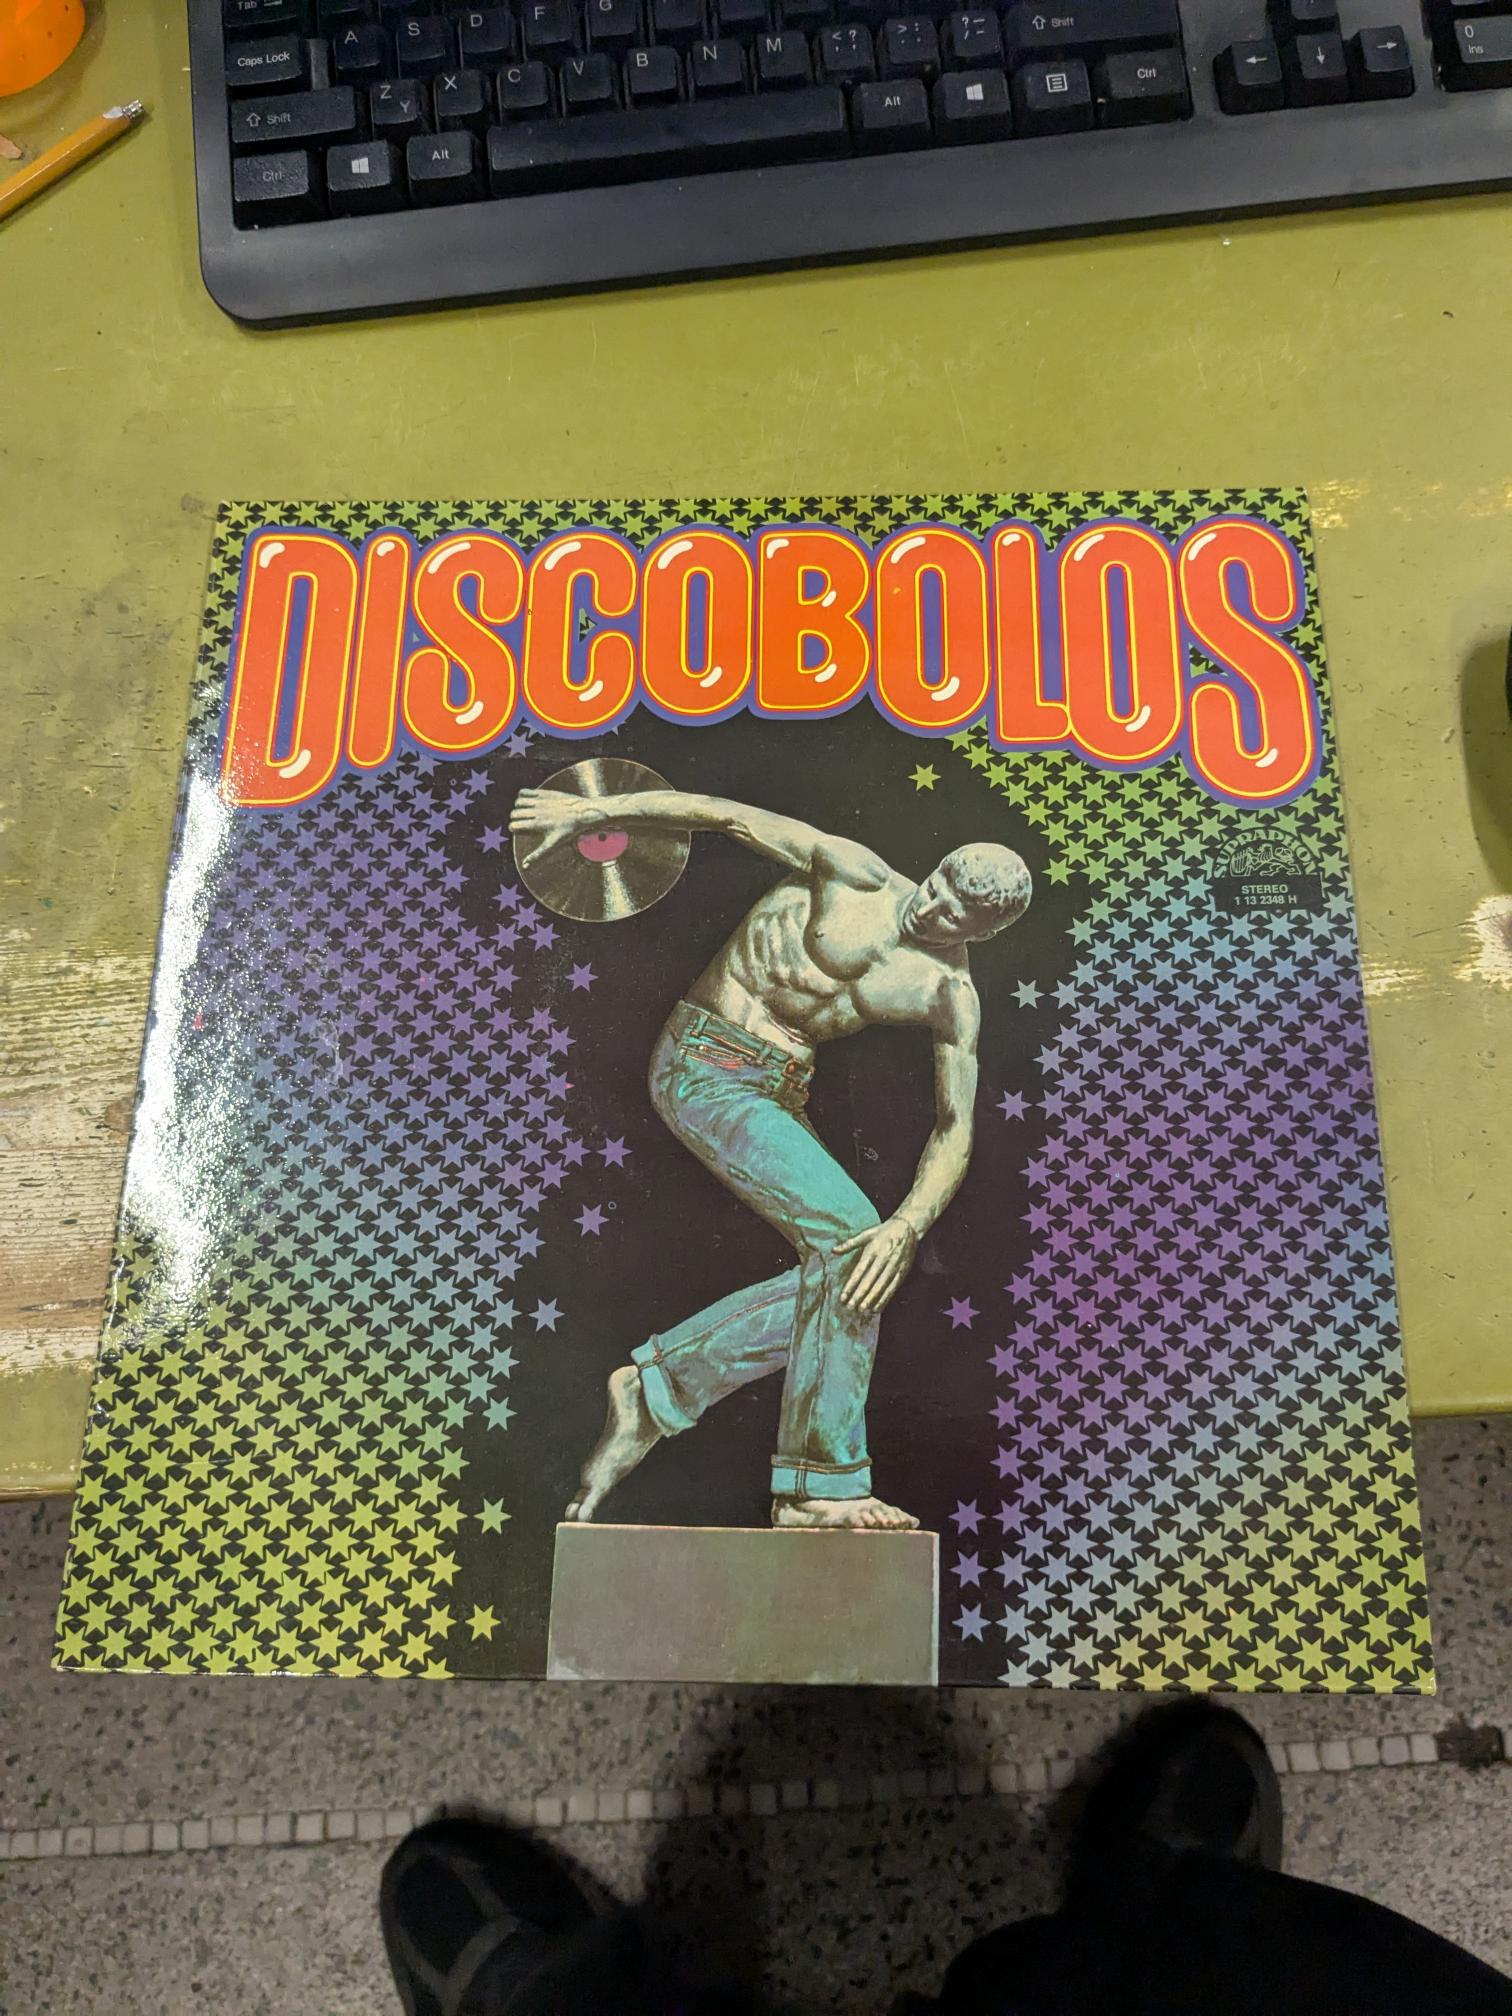 Tab
A S D F G
Caps Lock
< ? > : ? -
Shift
Z X C V B N M
Y
Shift
Ctrl Alt Alt Ctrl
0
Ins
DISCOBOLOS
SUPRAPHON
STEREO
1 13 2348 H